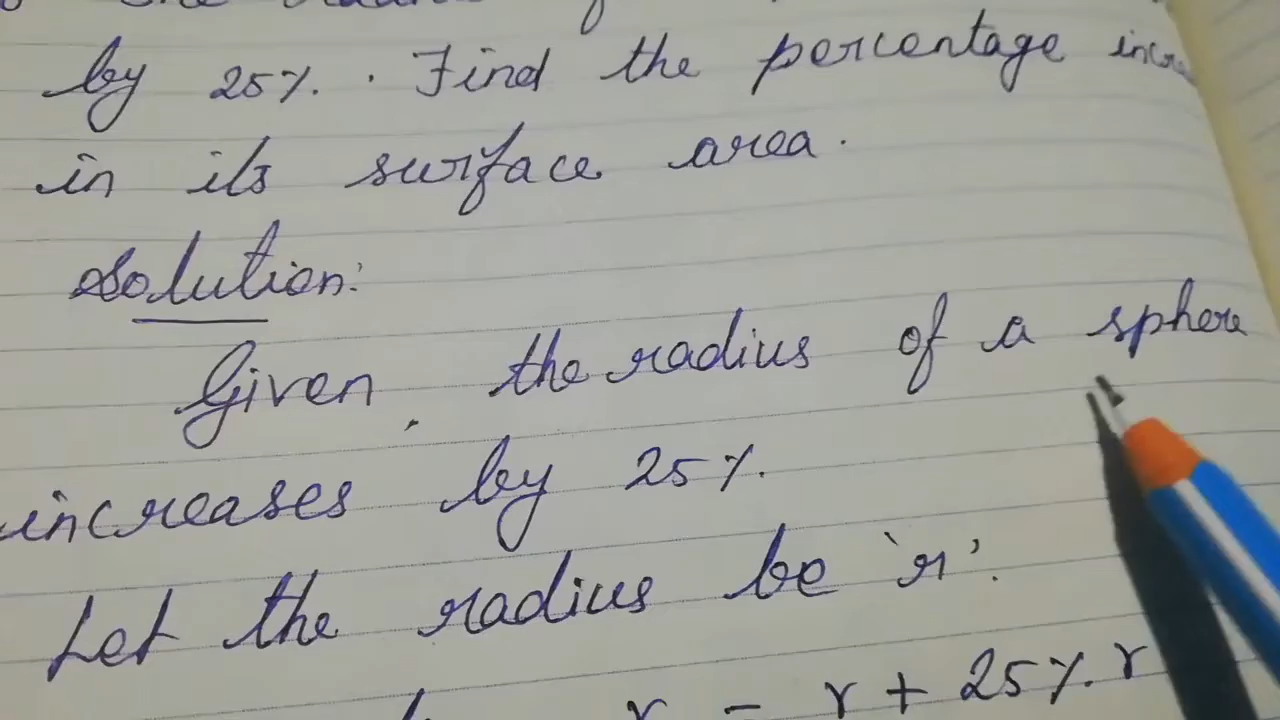 by 25%. Find the percentage
in its surface area.
Solution:
Given, the radius of a sphere
increases by 25%.
Let the radius be 'r'.
r = r + 25%. r